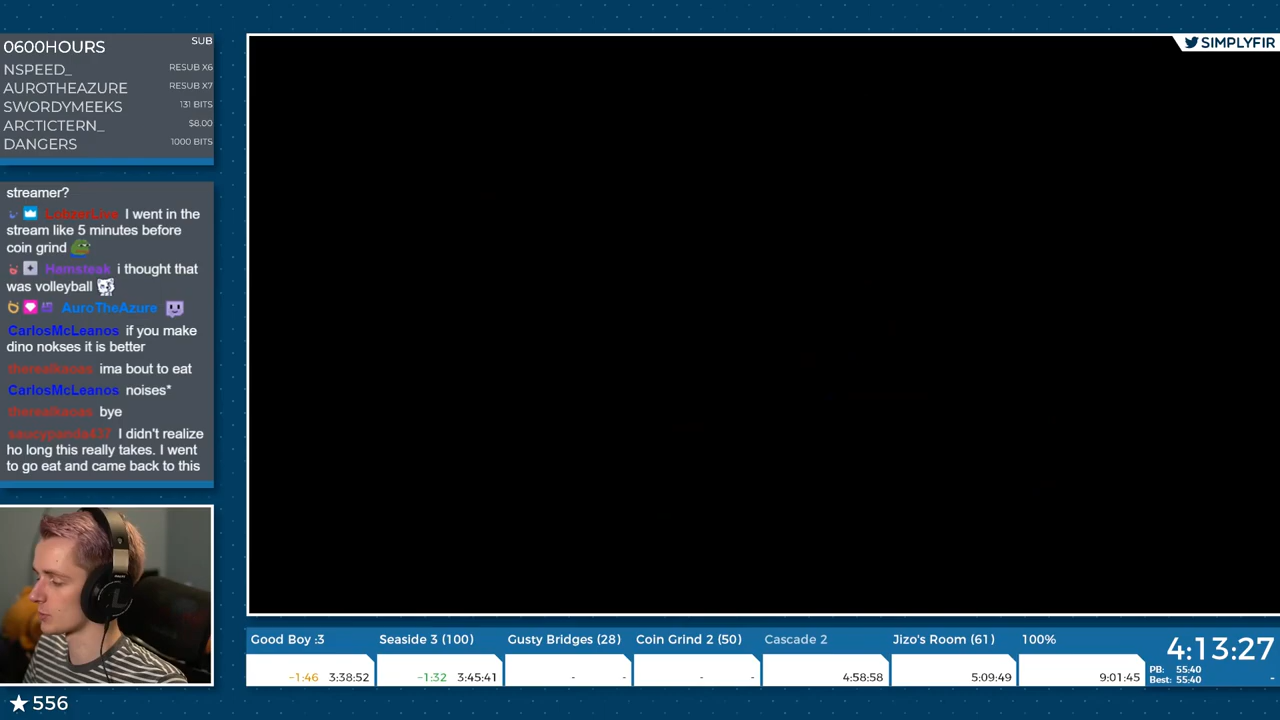 0600HOURS SUB
NSPEED_ RESUB X6
AUROTHEAZURE RESUB X7
SWORDYMEEKS 131 BITS
ARCTICTERN_ $8.00
DANGERS 1000 BITS
streamer?
LobzarLive I went in the
stream like 5 minutes before
coin grind
Hamsteak i thought that
was volleyball
AuroTheAzure
CarlosMcLeanos if you make
dino nokses it is better
therealkaoas ima bout to eat
CarlosMcLeanos noises*
therealkaoas bye
saucypanda437 I didn't realize
ho long this really takes. I went
to go eat and came back to this
★ 556
SIMPLYFIR
Good Boy :3 Seaside 3 (100) Gusty Bridges (28) Coin Grind 2 (50) Cascade 2 Jizo's Room (61) 100%
-1:46 3:38:52 -1:32 3:45:41 - - - - 4:58:58 5:09:49 9:01:45
4:13:27
PB: 55:40
Best: 55:40 -